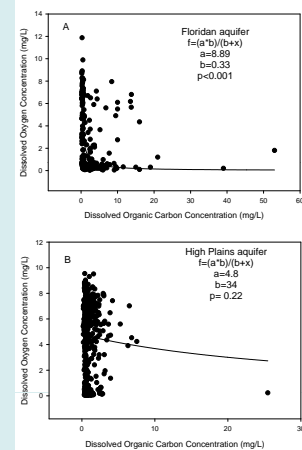 A
Floridan aquifer
f=(a*b)/(b+x)
a=8.89
b=0.33
p<0.001
Dissolved Oxygen Concentration (mg/L)
14
12
10
8
6
4
2
0
-2
0 10 20 30 40 50 60
Dissolved Organic Carbon Concentration (mg/L)
B
High Plains aquifer
f=(a*b)/(b+x)
a=4.8
b=34
p= 0.22
Dissolved Oxygen Concentration (mg/L)
12
10
8
6
4
2
0
-2
0 10 20 30
Dissolved Organic Carbon Concentration (mg/L)